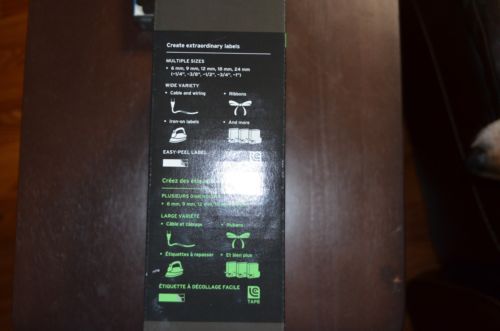 Create extraordinary labels
MULTIPLE SIZES
• 6 mm, 9 mm, 12 mm, 18 mm, 24 mm
(~1/4", ~3/8", ~1/2", ~3/4", ~1")
WIDE VARIETY
• Cable and wiring
• Ribbons
• Iron-on labels
• And more
EASY-PEEL LABEL
Créez des
PLUSIEURS
• 6 mm, 9 mm, 12
LARGE VARIÉTÉ
• Câble et câblage
• Rubans
• Étiquettes à repasser
• Et bien plus
ÉTIQUETTE À DÉCOLLAGE FACILE
TAPE